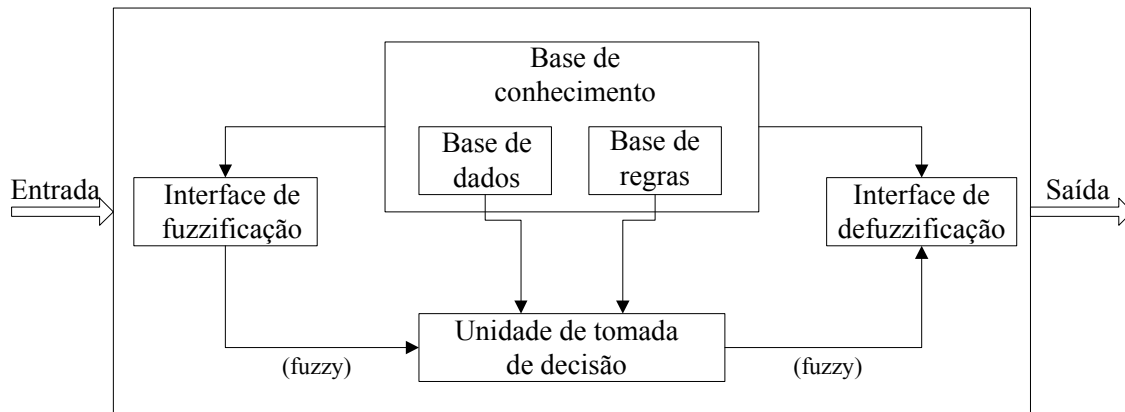 Base de
conhecimento
Base de
dados
Base de
regras
Entrada
Interface de
fuzzificação
Interface de
defuzzificação
Saída
Unidade de tomada
de decisão
(fuzzy)
(fuzzy)